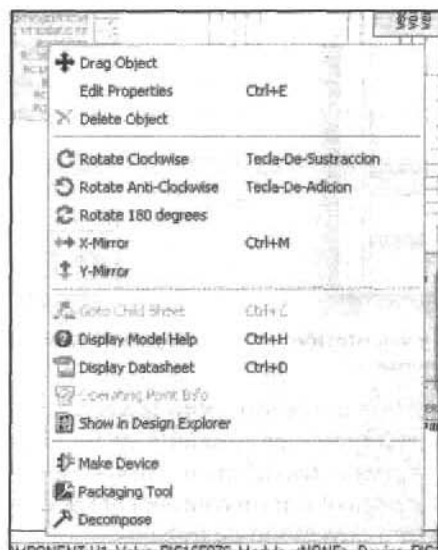 Drag Object
Edit Properties Ctrl+E
Delete Object
Rotate Clockwise Tecla-De-Sustraccion
Rotate Anti-Clockwise Tecla-De-Adicion
Rotate 180 degrees
X-Mirror Ctrl+M
Y-Mirror
Goto Child Sheet Ctrl+C
Display Model Help Ctrl+H
Display Datasheet Ctrl+D
Operating Point Info
Show in Design Explorer
Make Device
Packaging Tool
Decompose